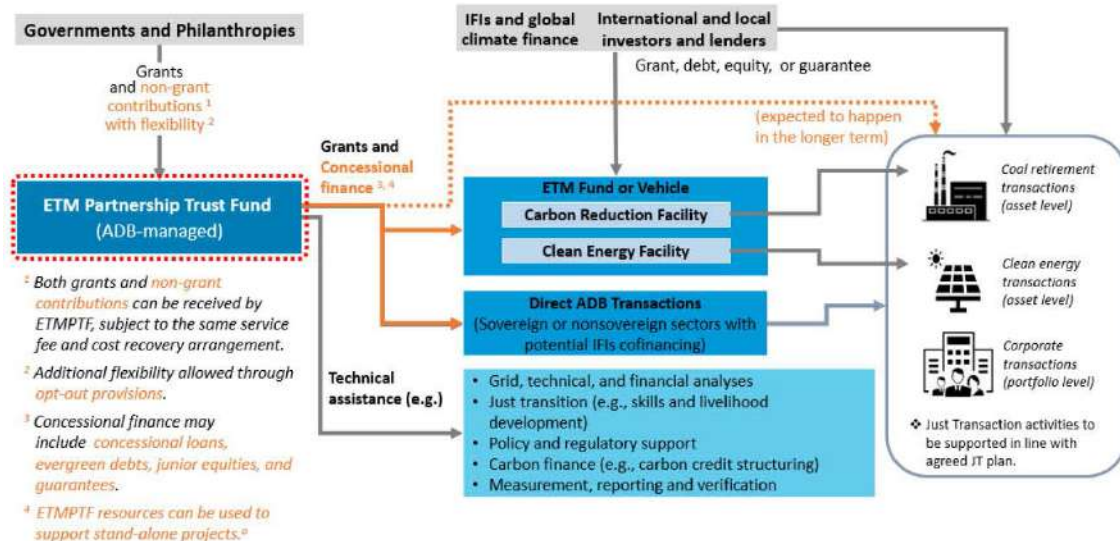 Governments and Philanthropies
Grants
and non-grant
contributions ¹
with flexibility ²
IFIs and global
climate finance
International and local
investors and lenders
Grant, debt, equity, or guarantee
(expected to happen
in the longer term)
Grants and
Concessional
finance ³, ⁴
ETM Partnership Trust Fund
(ADB-managed)
ETM Fund or Vehicle
Carbon Reduction Facility
Clean Energy Facility
Direct ADB Transactions
(Sovereign or nonsovereign sectors with
potential IFIs cofinancing)
Technical
assistance (e.g.)
• Grid, technical, and financial analyses
• Just transition (e.g., skills and livelihood
development)
• Policy and regulatory support
• Carbon finance (e.g., carbon credit structuring)
• Measurement, reporting and verification
Coal retirement
transactions
(asset level)
Clean energy
transactions
(asset level)
Corporate
transactions
(portfolio level)
❖ Just Transaction activities to
be supported in line with
agreed JT plan.
¹ Both grants and non-grant
contributions can be received by
ETMPTF, subject to the same service
fee and cost recovery arrangement.
² Additional flexibility allowed through
opt-out provisions.
³ Concessional finance may
include concessional loans,
evergreen debts, junior equities, and
guarantees.
⁴ ETMPTF resources can be used to
support stand-alone projects.ᵃ